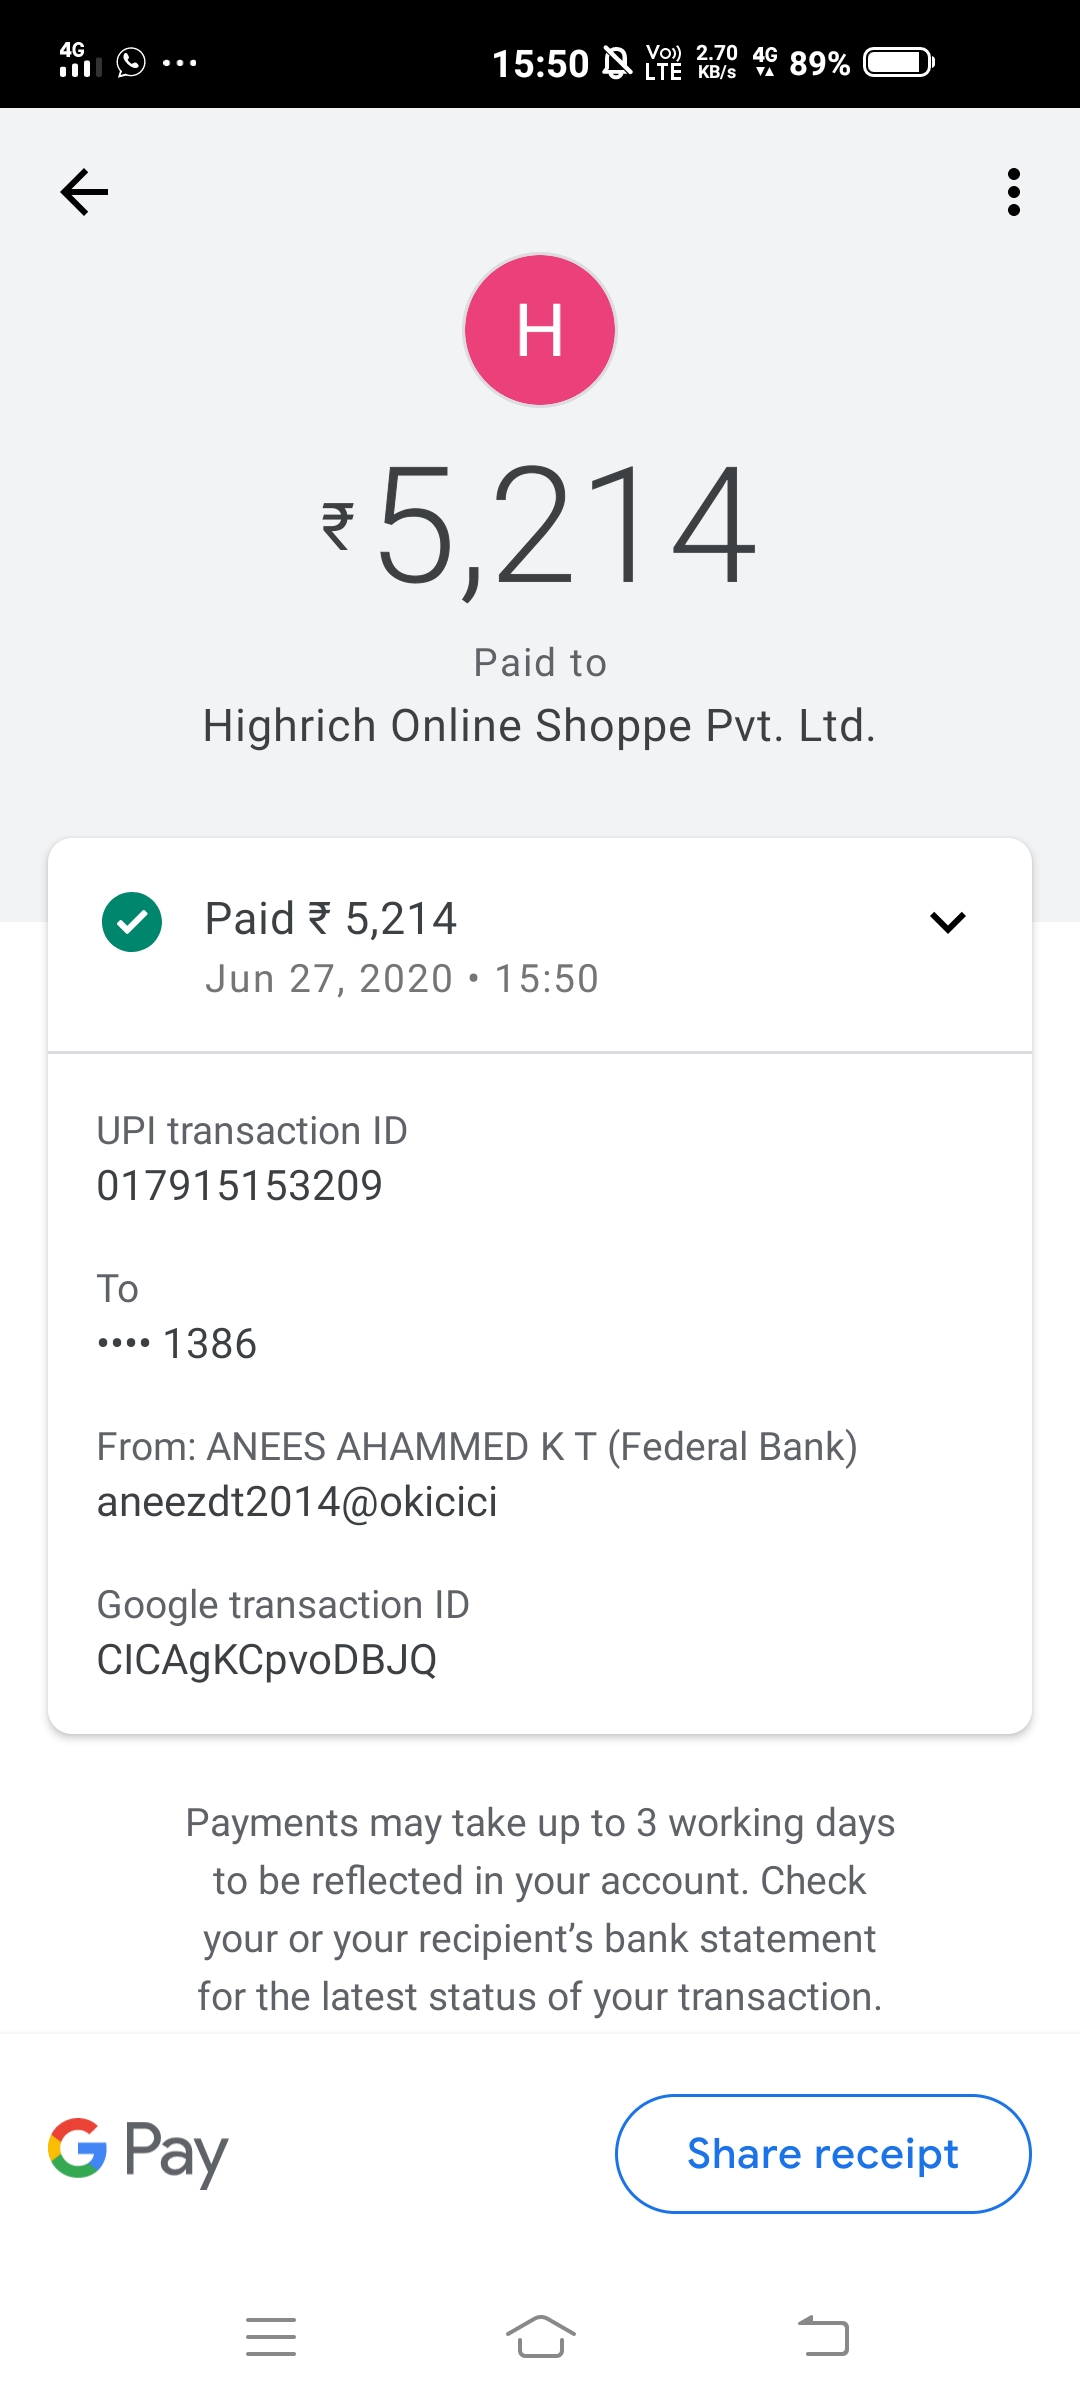 4G
15:50 Vo)) LTE 2.70 KB/s 4G 89%
H
₹5,214
Paid to
Highrich Online Shoppe Pvt. Ltd.
Paid ₹ 5,214
Jun 27, 2020 • 15:50
UPI transaction ID
017915153209
To
•••• 1386
From: ANEES AHAMMED K T (Federal Bank)
aneezdt2014@okicici
Google transaction ID
CICAgKCpvoDBJQ
Payments may take up to 3 working days
to be reflected in your account. Check
your or your recipient’s bank statement
for the latest status of your transaction.
G Pay
Share receipt